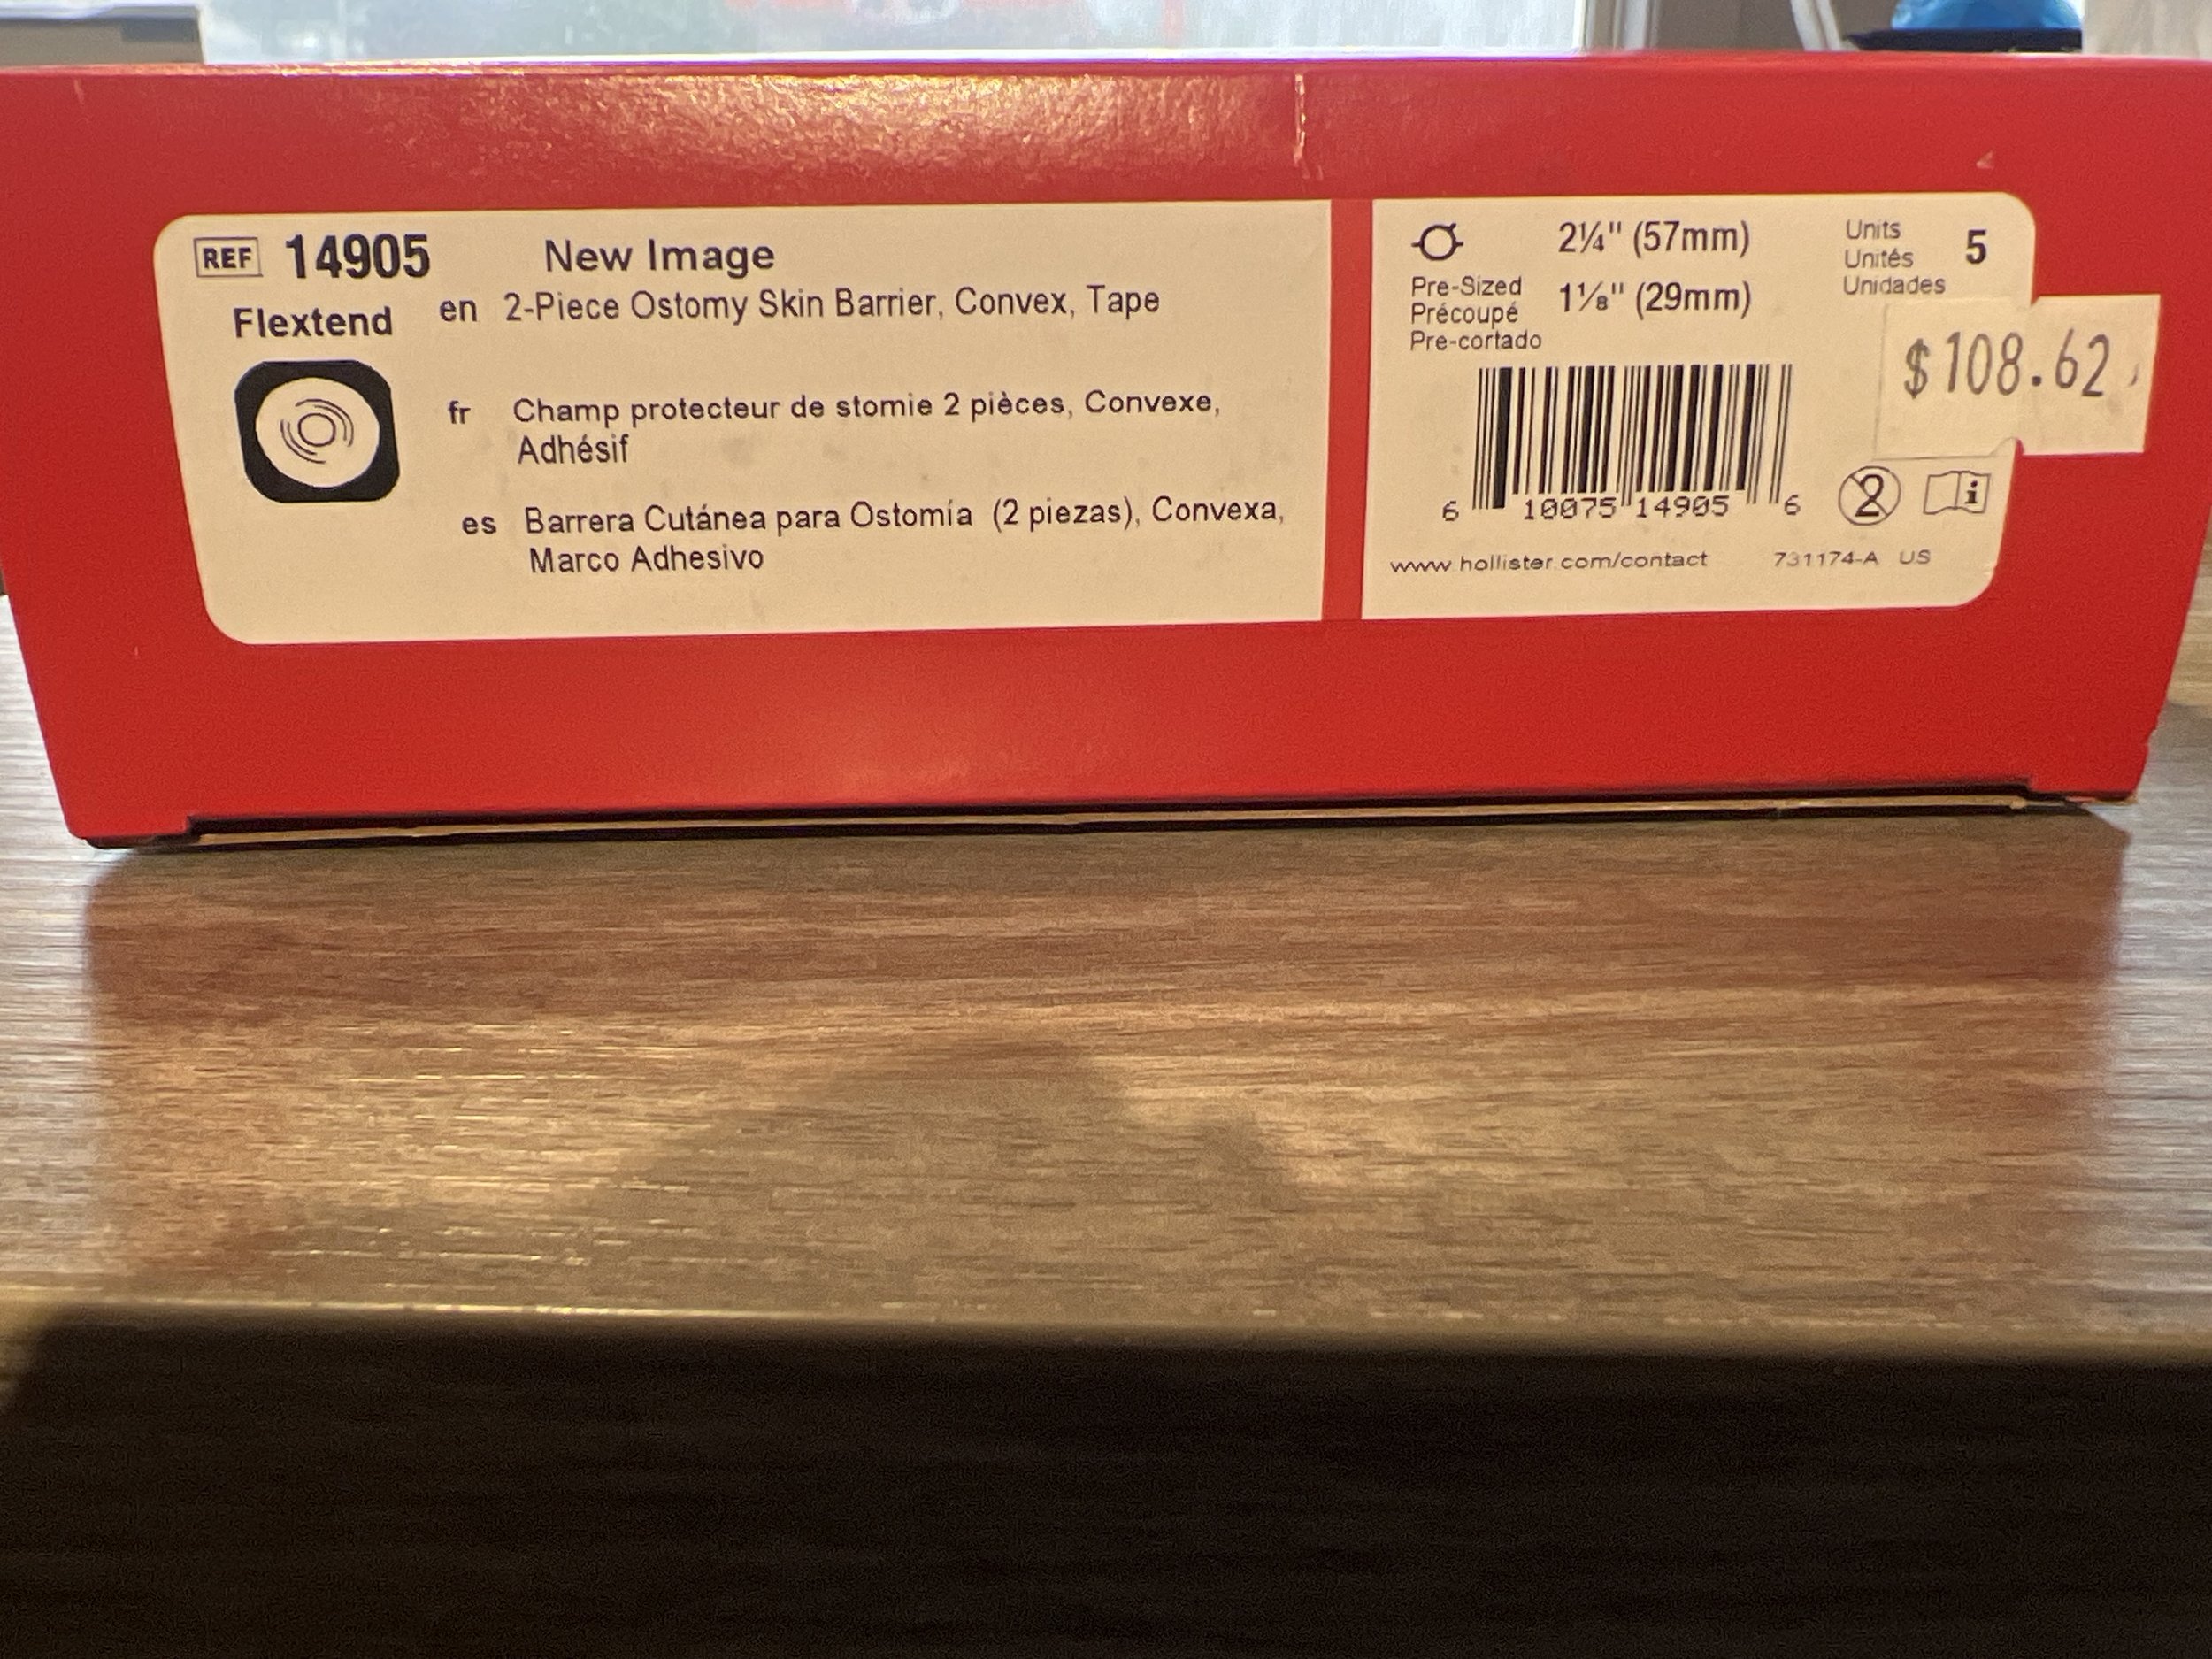 REF 14905 New Image
Flextend
en 2-Piece Ostomy Skin Barrier, Convex, Tape
fr Champ protecteur de stomie 2 pièces, Convexe,
Adhésif
es Barrera Cutánea para Ostomía (2 piezas), Convexa,
Marco Adhesivo
2¼" (57mm)
Pre-Sized
Précoupé
Pre-cortado
1⅛" (29mm)
Units
Unités
Unidades
5
$108.62
6 10075 14905 6
2
i
www.hollister.com/contact 731174-A US